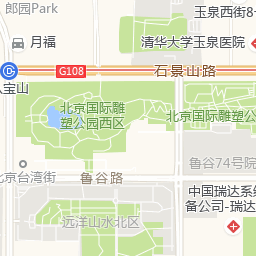 郎园Park
玉泉西街8
月福
清华大学玉泉医院
G108
石景山路
八宝山
北京国际雕
塑公园西区
北京国际雕
塑公
鲁谷74号院
北京台湾街
鲁谷路
中国瑞达系
备公司-瑞达
远洋山水北区